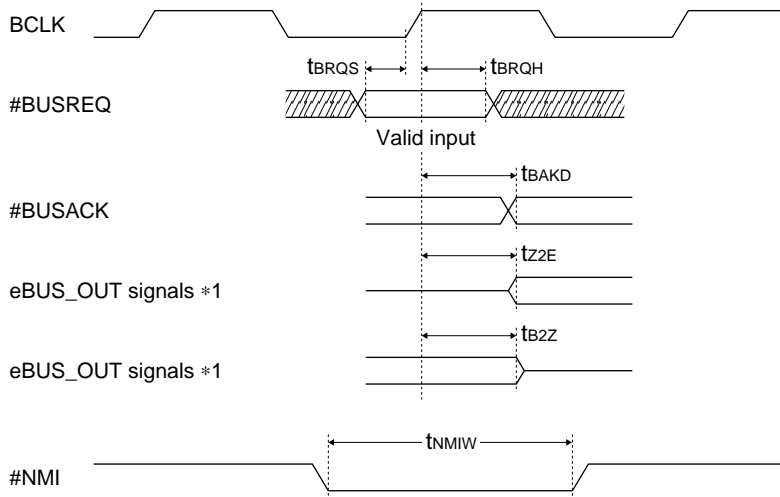 BCLK
tBRQS tBRQH
#BUSREQ
Valid input
tBAKD
#BUSACK
tZ2E
eBUS_OUT signals *1
tB2Z
eBUS_OUT signals *1
tNMIW
#NMI